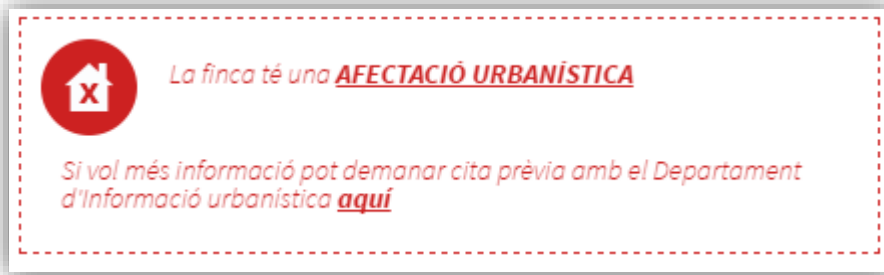 x
La finca té una AFECTACIÓ URBANÍSTICA
Si vol més informació pot demanar cita prèvia amb el Departament
d'Informació urbanística aquí